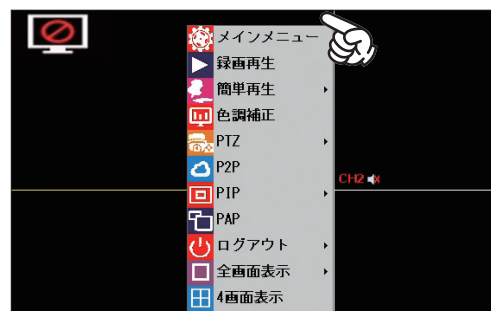 メインメニュー
録画再生
簡単再生
色調補正
PTZ
P2P
CH2
PIP
PAP
ログアウト
全画面表示
4画面表示